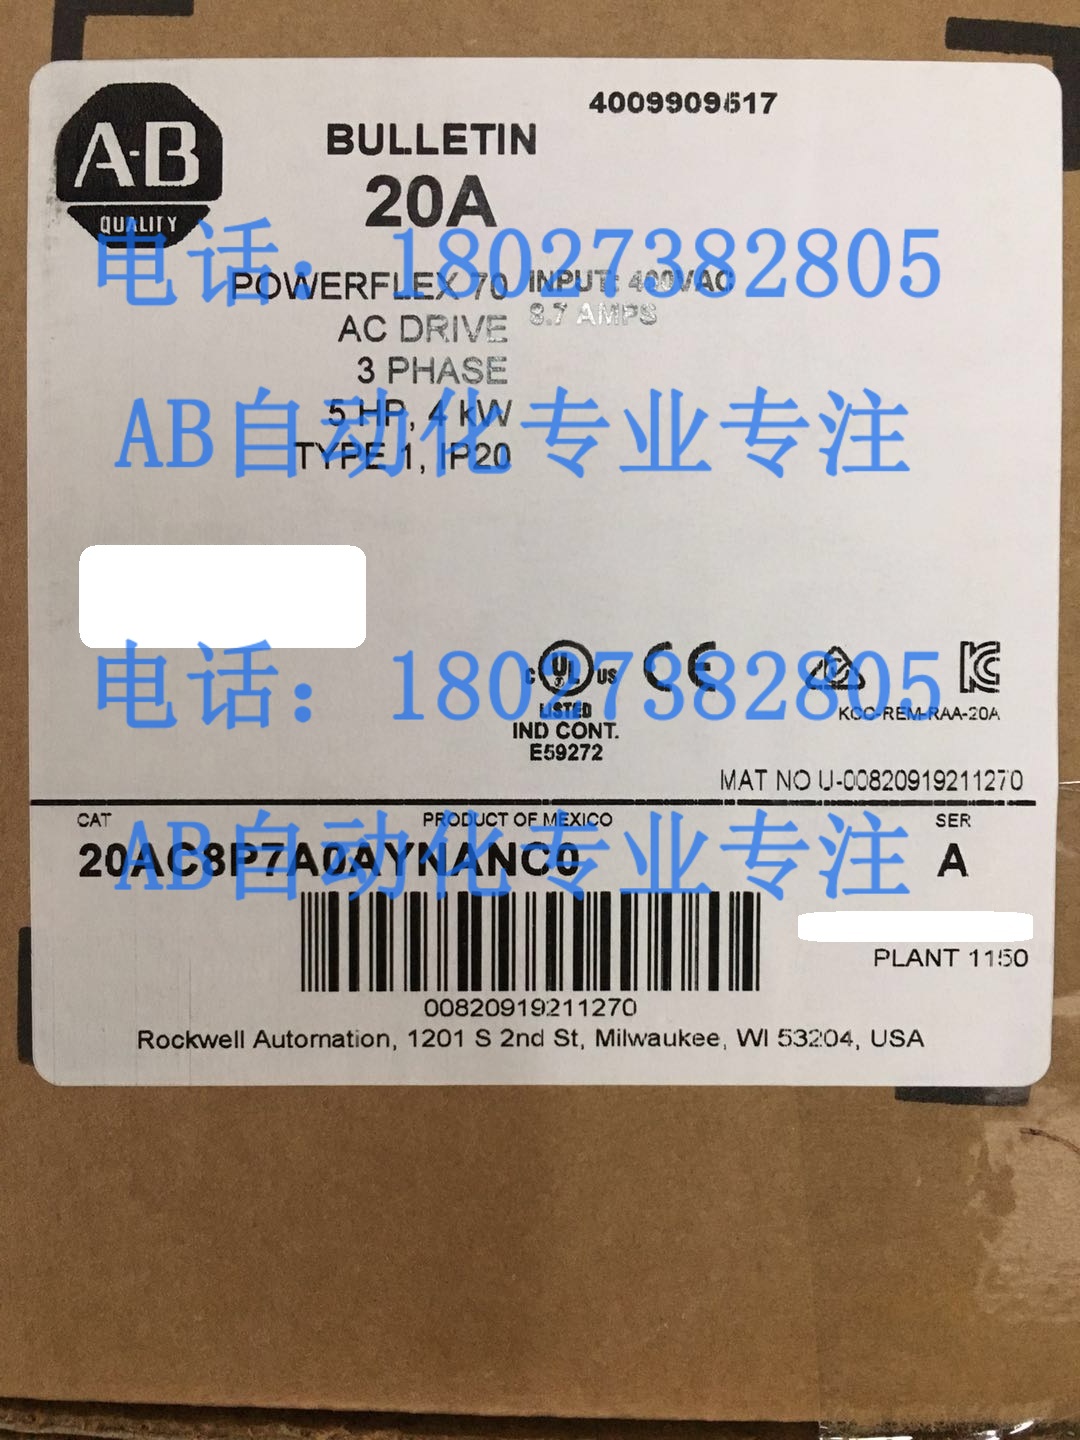 4009909617
A-B
QUALITY
BULLETIN
20A
电话：18027382805
POWERFLEX 70
INPUT: 400VAC
8.7 AMPS
AC DRIVE
3 PHASE
5 HP, 4 kW
AB自动化专业专注
TYPE 1, IP20
电话：18027382805
C UL US
LISTED
IND CONT.
E59272
CE
KCC-REM-RAA-20A
MAT NO U-00820919211270
CAT
PRODUCT OF MEXICO
SER
20AC8P7A0AYNANC0
A
AB自动化专业专注
PLANT 1150
00820919211270
Rockwell Automation, 1201 S 2nd St, Milwaukee, WI 53204, USA